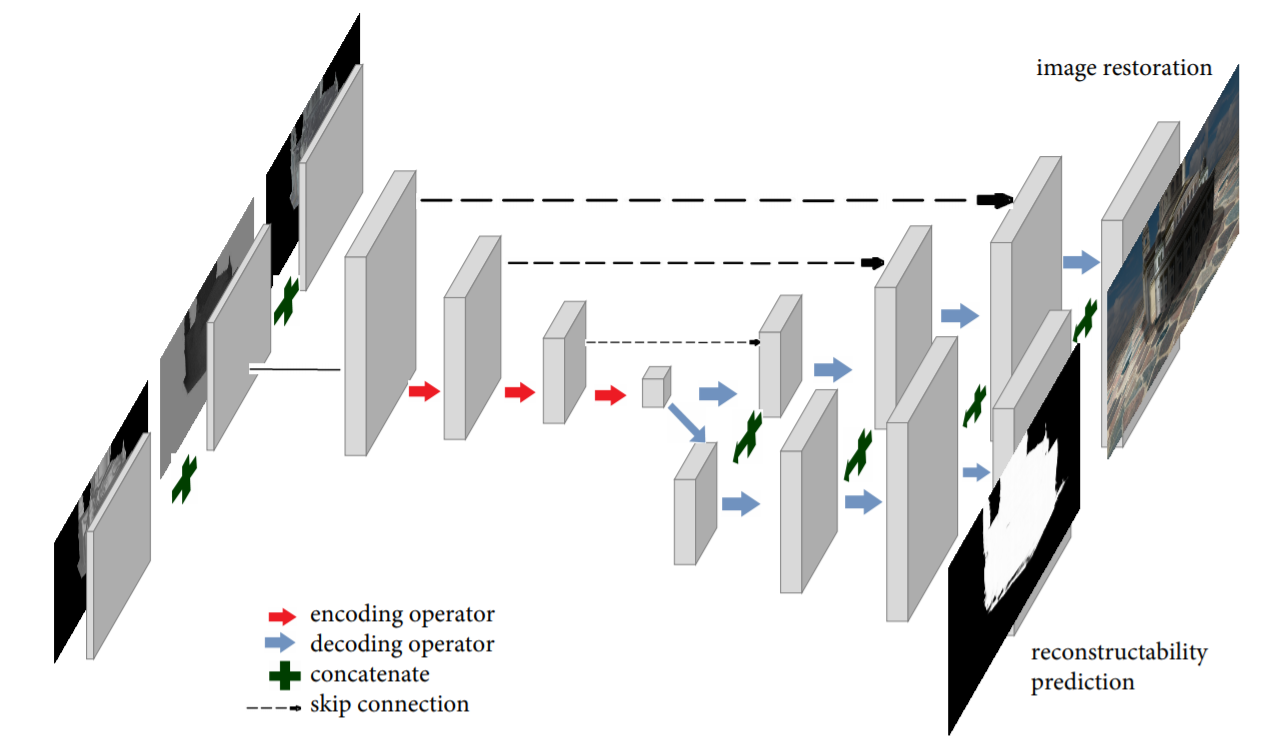 image restoration
encoding operator
decoding operator
concatenate
skip connection
reconstructability
prediction